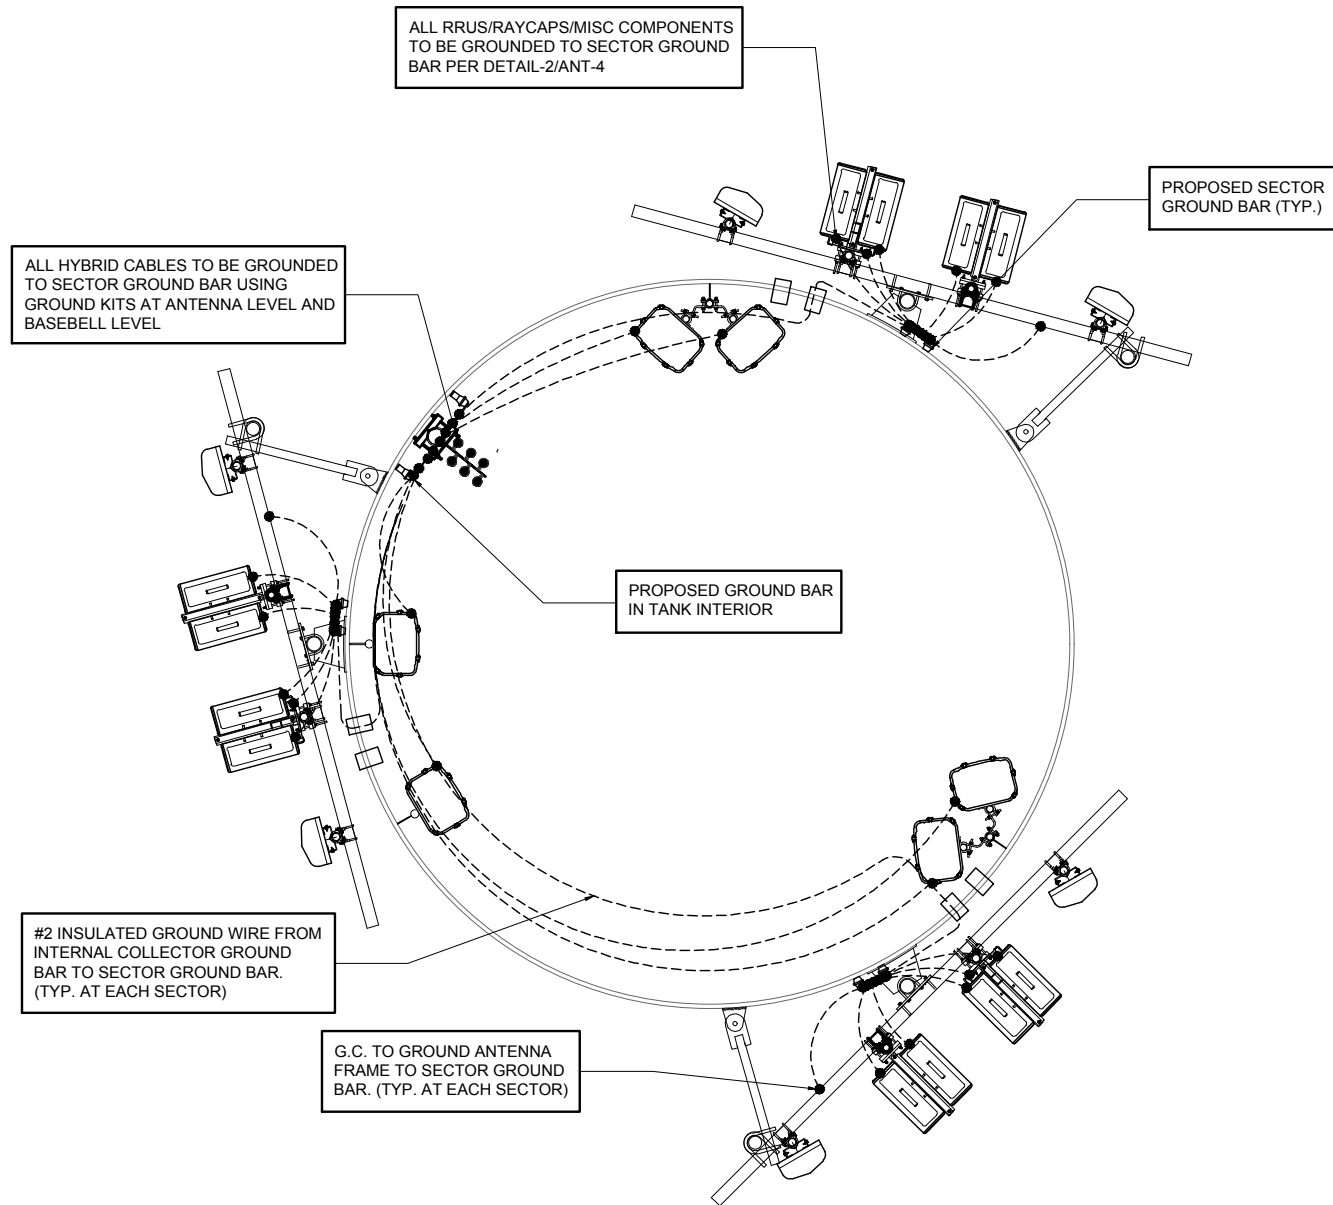 ALL RRUS/RAYCAPS/MISC COMPONENTS
TO BE GROUNDED TO SECTOR GROUND
BAR PER DETAIL-2/ANT-4
PROPOSED SECTOR
GROUND BAR (TYP.)
ALL HYBRID CABLES TO BE GROUNDED
TO SECTOR GROUND BAR USING
GROUND KITS AT ANTENNA LEVEL AND
BASEBELL LEVEL
PROPOSED GROUND BAR
IN TANK INTERIOR
#2 INSULATED GROUND WIRE FROM
INTERNAL COLLECTOR GROUND
BAR TO SECTOR GROUND BAR.
(TYP. AT EACH SECTOR)
G.C. TO GROUND ANTENNA
FRAME TO SECTOR GROUND
BAR. (TYP. AT EACH SECTOR)